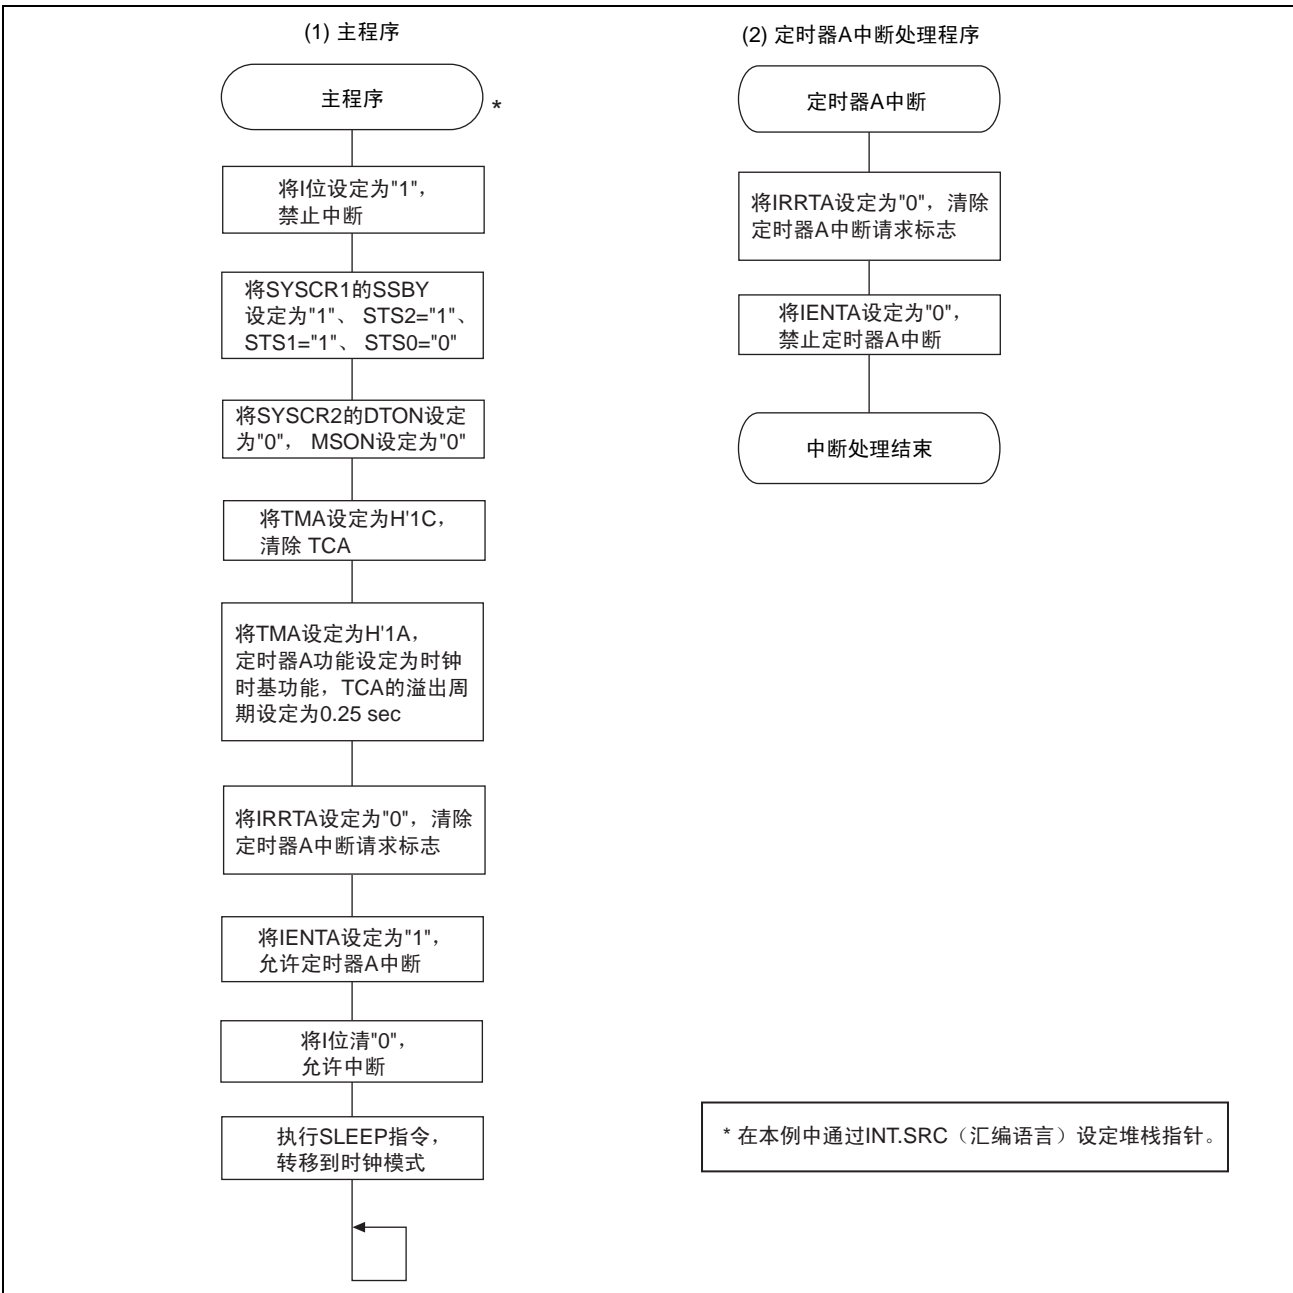 (1) 主程序
主程序
*
将I位设定为"1"，
禁止中断
将SYSCR1的SSBY
设定为"1"、 STS2="1"、
STS1="1"、 STS0="0"
将SYSCR2的DTON设定
为"0"， MSON设定为"0"
将TMA设定为H'1C，
清除 TCA
将TMA设定为H'1A，
定时器A功能设定为时钟
时基功能，TCA的溢出周
期设定为0.25 sec
将IRRTA设定为"0"，清除
定时器A中断请求标志
将IENTA设定为"1"，
允许定时器A中断
将I位清"0"，
允许中断
执行SLEEP指令，
转移到时钟模式
(2) 定时器A中断处理程序
定时器A中断
将IRRTA设定为"0"，清除
定时器A中断请求标志
将IENTA设定为"0"，
禁止定时器A中断
中断处理结束
* 在本例中通过INT.SRC（汇编语言）设定堆栈指针。